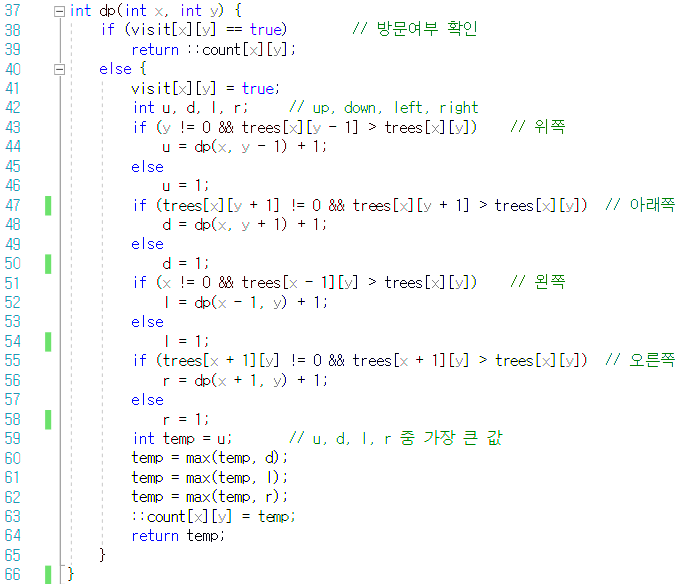 37 int dp(int x, int y) {
38 if (visit[x][y] == true) // 방문여부 확인
39 return ::count[x][y];
40 else {
41 visit[x][y] = true;
42 int u, d, l, r; // up, down, left, right
43 if (y != 0 && trees[x][y - 1] > trees[x][y]) // 위쪽
44 u = dp(x, y - 1) + 1;
45 else
46 u = 1;
47 if (trees[x][y + 1] != 0 && trees[x][y + 1] > trees[x][y]) // 아래쪽
48 d = dp(x, y + 1) + 1;
49 else
50 d = 1;
51 if (x != 0 && trees[x - 1][y] > trees[x][y]) // 왼쪽
52 l = dp(x - 1, y) + 1;
53 else
54 l = 1;
55 if (trees[x + 1][y] != 0 && trees[x + 1][y] > trees[x][y]) // 오른쪽
56 r = dp(x + 1, y) + 1;
57 else
58 r = 1;
59 int temp = u; // u, d, l, r 중 가장 큰 값
60 temp = max(temp, d);
61 temp = max(temp, l);
62 temp = max(temp, r);
63 ::count[x][y] = temp;
64 return temp;
65 }
66 }